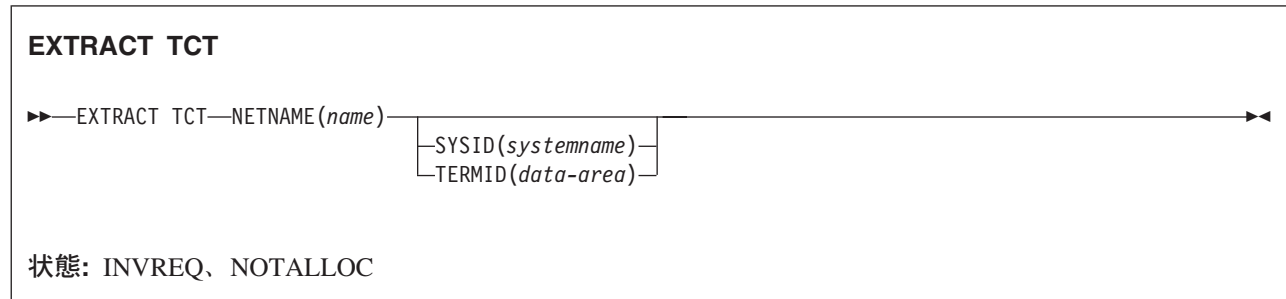 EXTRACT TCT
EXTRACT TCT NETNAME(name)
SYSID(systemname)
TERMID(data-area)
状態: INVREQ、NOTALLOC